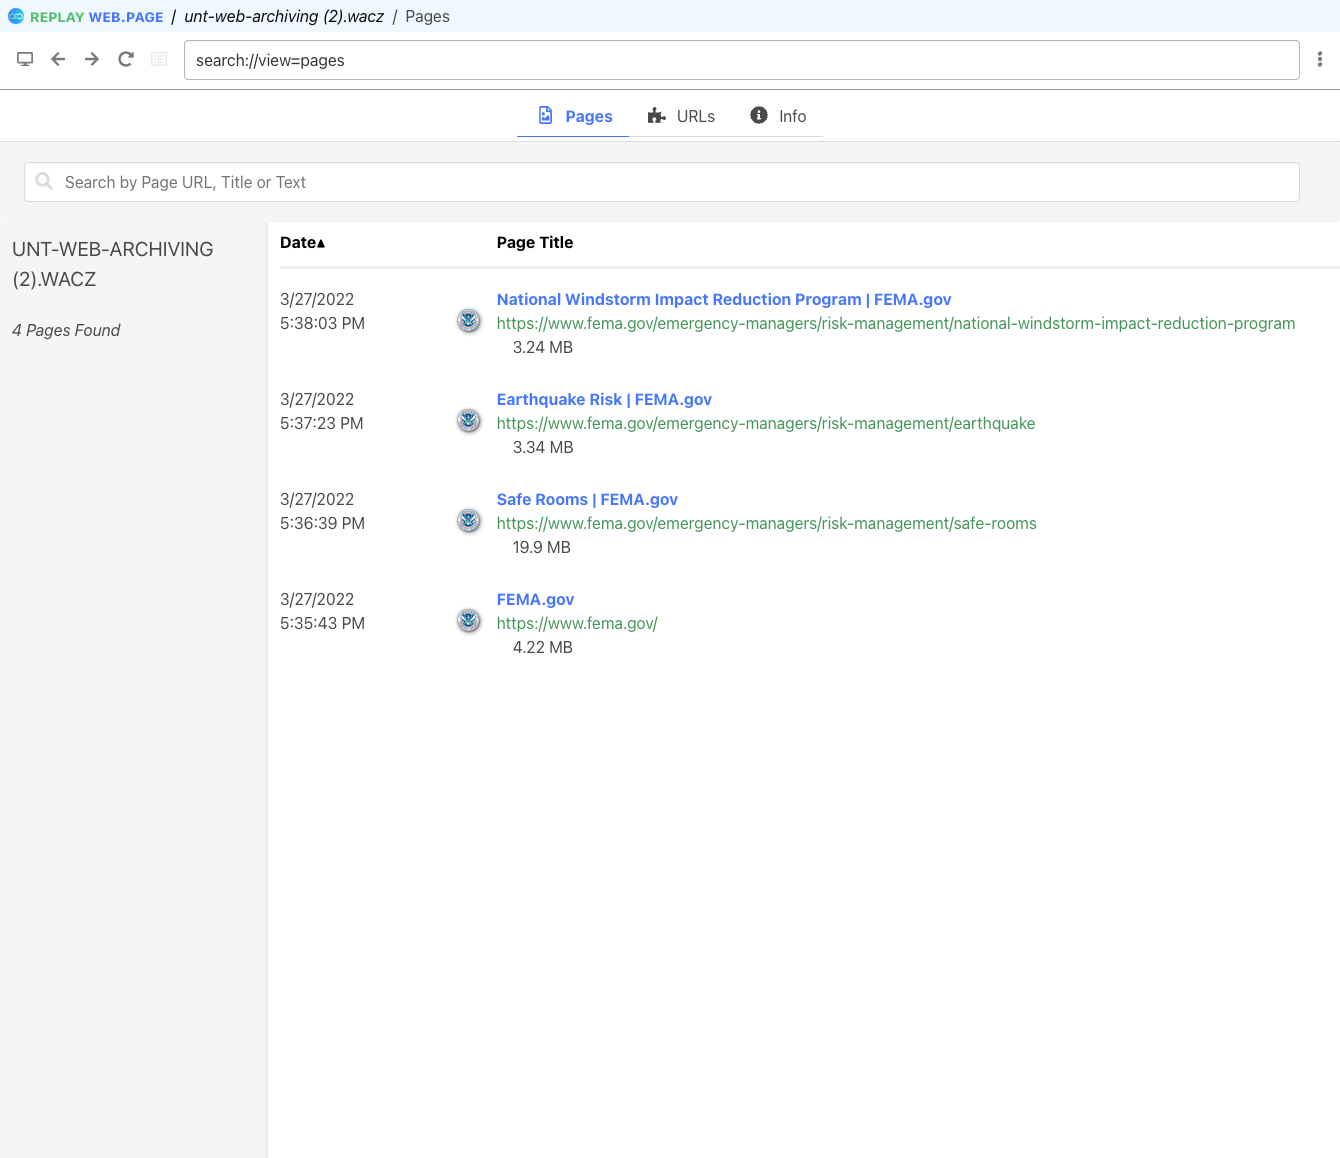 REPLAY WEB.PAGE / unt-web-archiving (2).wacz / Pages
search://view=pages
Pages URLs Info
Search by Page URL, Title or Text
UNT-WEB-ARCHIVING
(2).WACZ
4 Pages Found
Date▴ Page Title
3/27/2022
5:38:03 PM
National Windstorm Impact Reduction Program | FEMA.gov
https://www.fema.gov/emergency-managers/risk-management/national-windstorm-impact-reduction-program
3.24 MB
3/27/2022
5:37:23 PM
Earthquake Risk | FEMA.gov
https://www.fema.gov/emergency-managers/risk-management/earthquake
3.34 MB
3/27/2022
5:36:39 PM
Safe Rooms | FEMA.gov
https://www.fema.gov/emergency-managers/risk-management/safe-rooms
19.9 MB
3/27/2022
5:35:43 PM
FEMA.gov
https://www.fema.gov/
4.22 MB